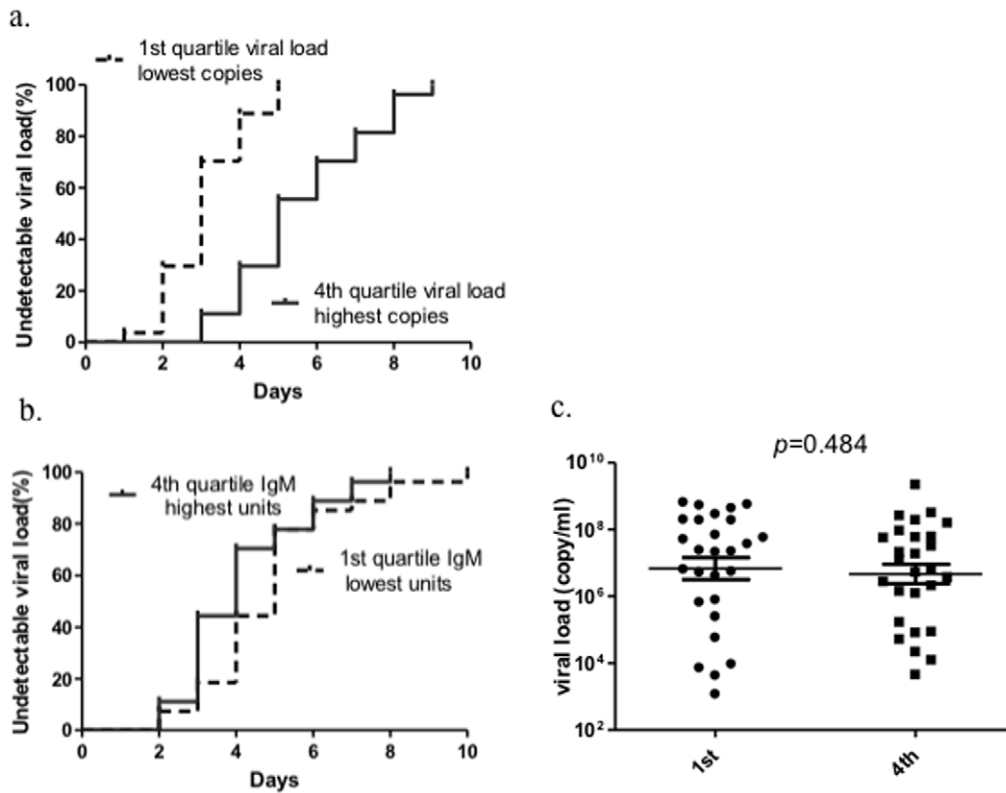 a.
1st quartile viral load
lowest copies
Undetectable viral load(%)
100
80
60
40
20
0
4th quartile viral load
highest copies
0 2 4 6 8 10
Days
b.
Undetectable viral load(%)
100
80
60
40
20
0
4th quartile IgM
highest units
1st quartile IgM
lowest units
0 2 4 6 8 10
Days
c.
p=0.484
viral load (copy/ml)
10¹⁰
10⁸
10⁶
10⁴
10²
1st 4th